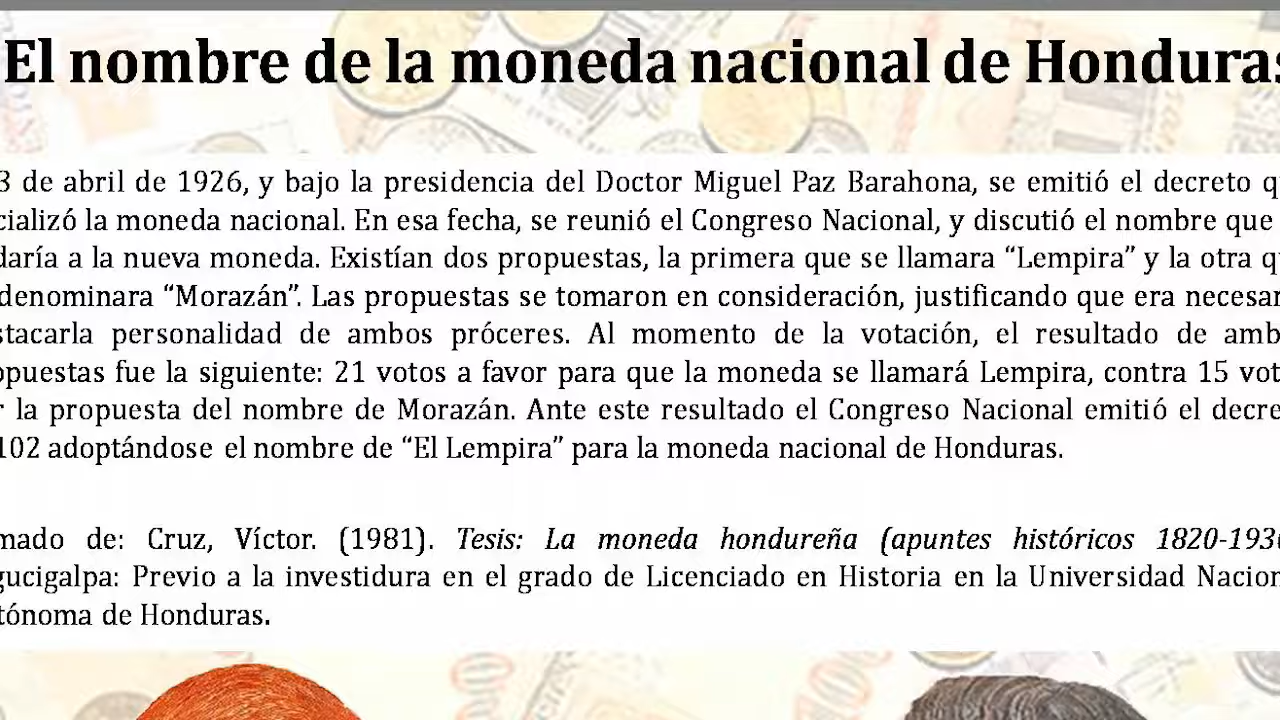 El nombre de la moneda nacional de Honduras
3 de abril de 1926, y bajo la presidencia del Doctor Miguel Paz Barahona, se emitió el decreto q
cializó la moneda nacional. En esa fecha, se reunió el Congreso Nacional, y discutió el nombre que
daría a la nueva moneda. Existían dos propuestas, la primera que se llamara “Lempira” y la otra q
denominara “Morazán”. Las propuestas se tomaron en consideración, justificando que era necesar
stacarla personalidad de ambos próceres. Al momento de la votación, el resultado de amb
opuestas fue la siguiente: 21 votos a favor para que la moneda se llamará Lempira, contra 15 vot
r la propuesta del nombre de Morazán. Ante este resultado el Congreso Nacional emitió el decre
102 adoptándose el nombre de “El Lempira” para la moneda nacional de Honduras.
mado de: Cruz, Víctor. (1981). Tesis: La moneda hondureña (apuntes históricos 1820-193
gucigalpa: Previo a la investidura en el grado de Licenciado en Historia en la Universidad Nacion
tónoma de Honduras.